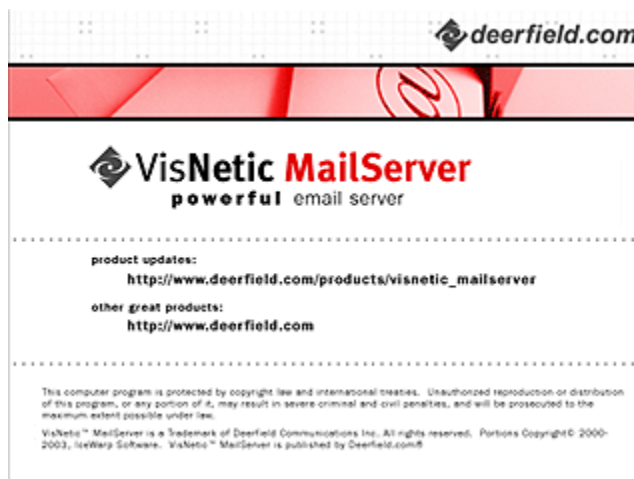 deerfield.com
@
VisNetic MailServer
powerful email server
product updates:
http://www.deerfield.com/products/visnetic_mailserver
other great products:
http://www.deerfield.com
This computer program is protected by copyright law and international treaties. Unauthorized reproduction or distribution
of this program, or any portion of it, may result in severe criminal and civil penalties, and will be prosecuted to the
maximum extent possible under law.
VisNetic™ MailServer is a Trademark of Deerfield Communications Inc. All rights reserved. Portions Copyright© 2000-
2003, IceWarp Software. VisNetic™ MailServer is published by Deerfield.com®